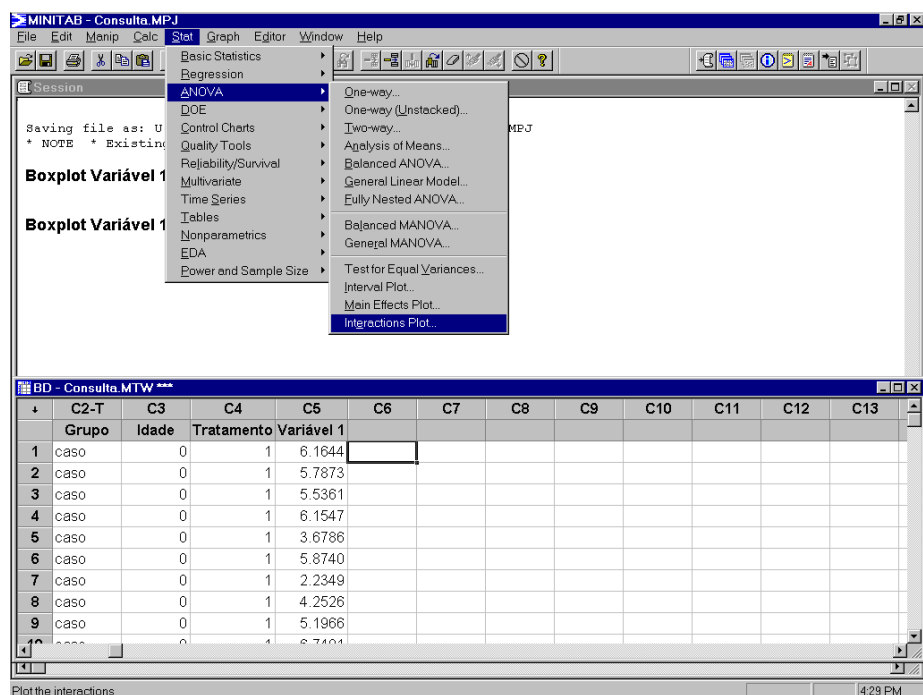 MINITAB - Consulta.MPJ
File Edit Manip Calc Stat Graph Editor Window Help
Session
Saving file as: U
MPJ
* NOTE * Existing
Boxplot Variável 1
Boxplot Variável 1
Basic Statistics
Regression
ANOVA
DOE
Control Charts
Quality Tools
Reliability/Survival
Multivariate
Time Series
Tables
Nonparametrics
EDA
Power and Sample Size
One-way...
One-way (Unstacked)...
Two-way...
Analysis of Means...
Balanced ANOVA...
General Linear Model...
Fully Nested ANOVA...
Balanced MANOVA...
General MANOVA...
Test for Equal Variances...
Interval Plot...
Main Effects Plot...
Interactions Plot...
BD - Consulta.MTW ***
C2-T C3 C4 C5 C6 C7 C8 C9 C10 C11 C12 C13
Grupo Idade Tratamento Variável 1
1 caso 0 1 6.1644
2 caso 0 1 5.7873
3 caso 0 1 5.5361
4 caso 0 1 6.1547
5 caso 0 1 3.6786
6 caso 0 1 5.8740
7 caso 0 1 2.2349
8 caso 0 1 4.2526
9 caso 0 1 5.1966
Plot the interactions
4:29 PM